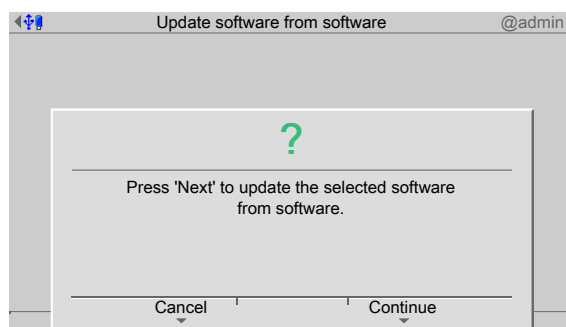 Update software from software @admin
?
Press 'Next' to update the selected software
from software.
Cancel Continue